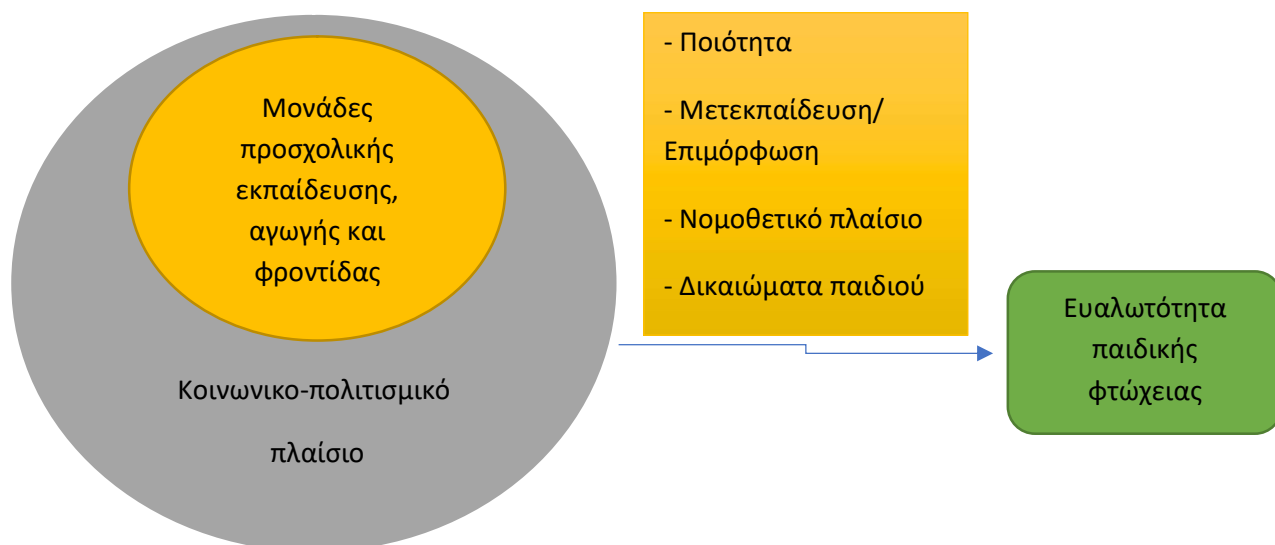 Μονάδες
προσχολικής
εκπαίδευσης,
αγωγής και
φροντίδας
Κοινωνικο-πολιτισμικό
πλαίσιο
- Ποιότητα
- Μετεκπαίδευση/
Επιμόρφωση
- Νομοθετικό πλαίσιο
- Δικαιώματα παιδιού
Ευαλωτότητα
παιδικής
φτώχειας